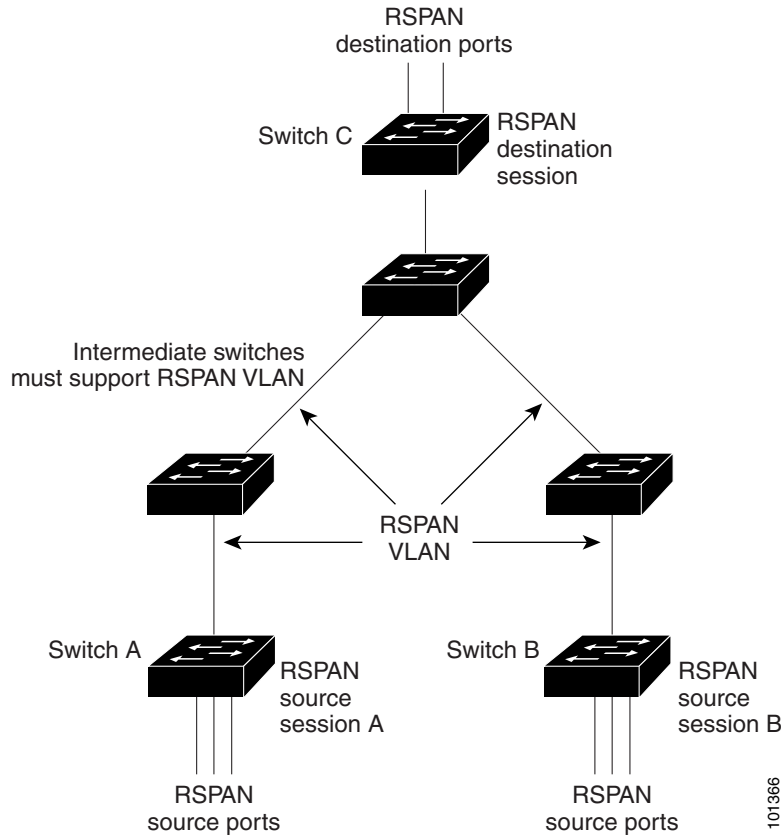 RSPAN
destination ports
Switch C
RSPAN
destination
session
Intermediate switches
must support RSPAN VLAN
RSPAN
VLAN
Switch A
RSPAN
source
session A
Switch B
RSPAN
source
session B
RSPAN
source ports
RSPAN
source ports
101366